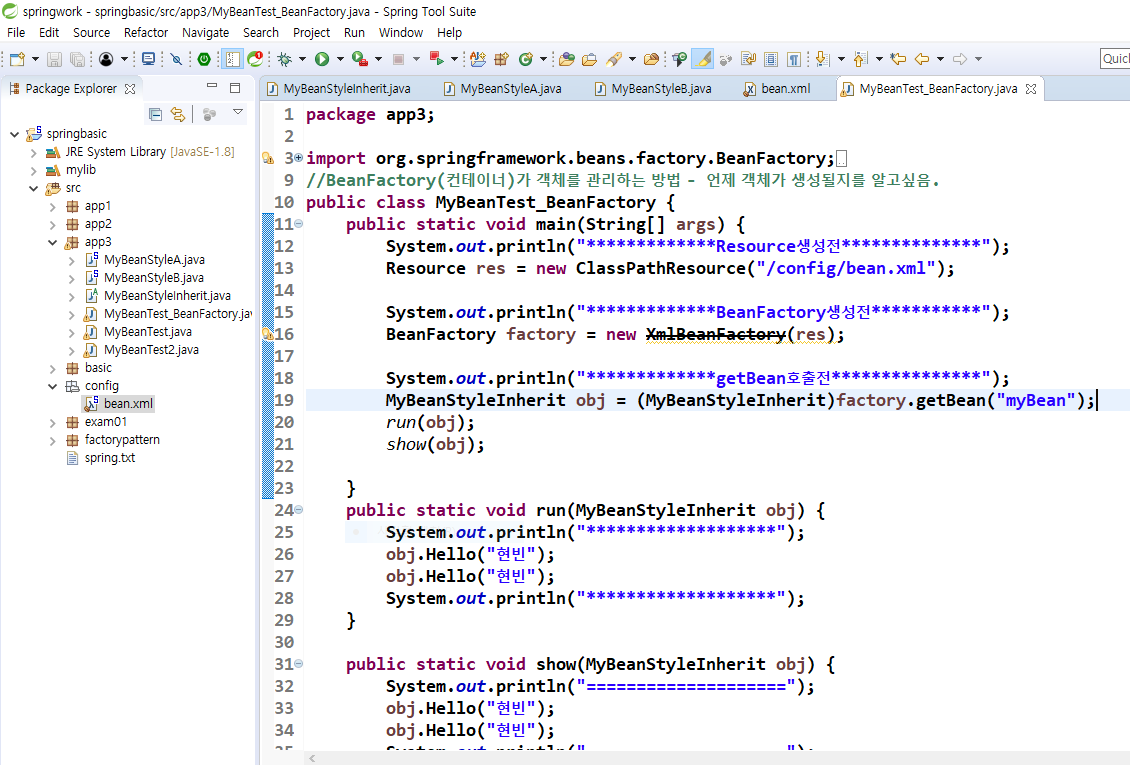 springwork - springbasic/src/app3/MyBeanTest_BeanFactory.java - Spring Tool Suite
File Edit Source Refactor Navigate Search Project Run Window Help
Quic
Package Explorer
springbasic
JRE System Library [JavaSE-1.8]
mylib
src
app1
app2
app3
MyBeanStyleA.java
MyBeanStyleB.java
MyBeanStyleInherit.java
MyBeanTest_BeanFactory.jav
MyBeanTest.java
MyBeanTest2.java
basic
config
bean.xml
exam01
factorypattern
spring.txt
MyBeanStyleInherit.java MyBeanStyleA.java MyBeanStyleB.java bean.xml MyBeanTest_BeanFactory.java
1 package app3;
2
3 import org.springframework.beans.factory.BeanFactory;
9 //BeanFactory(컨테이너)가 객체를 관리하는 방법 - 언제 객체가 생성될지를 알고싶음.
10 public class MyBeanTest_BeanFactory {
11 public static void main(String[] args) {
12 System.out.println("*************Resource생성전**************");
13 Resource res = new ClassPathResource("/config/bean.xml");
14
15 System.out.println("*************BeanFactory생성전***********");
16 BeanFactory factory = new XmlBeanFactory(res);
17
18 System.out.println("*************getBean호출전***************");
19 MyBeanStyleInherit obj = (MyBeanStyleInherit)factory.getBean("myBean");
20 run(obj);
21 show(obj);
22
23 }
24 public static void run(MyBeanStyleInherit obj) {
25 System.out.println("*******************");
26 obj.Hello("현빈");
27 obj.Hello("현빈");
28 System.out.println("*******************");
29 }
30
31 public static void show(MyBeanStyleInherit obj) {
32 System.out.println("====================");
33 obj.Hello("현빈");
34 obj.Hello("현빈");